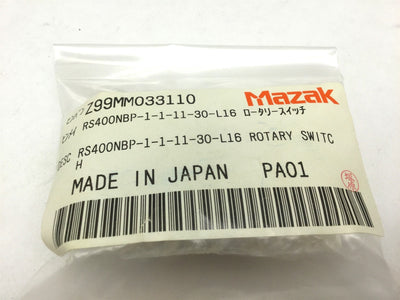 Z99MM033110
Mazak
RS400NBP-1-1-11-30-L16 ロータリースイッチ
DESC RS400NBP-1-1-11-30-L16 ROTARY SWITC
H
MADE IN JAPAN PA01